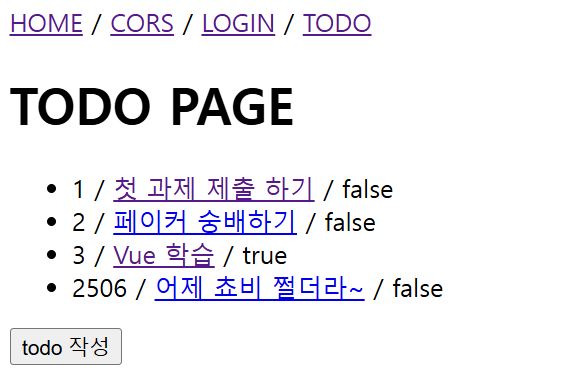 HOME / CORS / LOGIN / TODO
TODO PAGE
1 / 첫 과제 제출 하기 / false
2 / 페이커 숭배하기 / false
3 / Vue 학습 / true
2506 / 어제 쵸비 쩔더라~ / false
todo 작성